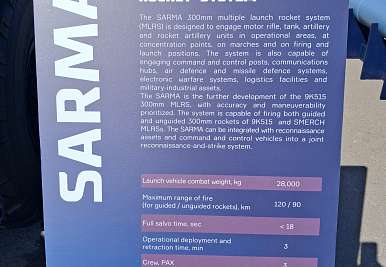 ROCKET SYSTEM
SARMA
The SARMA 300mm multiple launch rocket system
(MLRS) is designed to engage motor rifle, tank, artillery
and rocket artillery units in operational areas, at
concentration points, on marches and on firing and
launch positions. The system is also capable of
engaging command and control posts, communications
hubs, air defence and missile defence systems,
electronic warfare systems, logistics facilities and
military-industrial assets.
The SARMA is the further development of the 9K515
300mm MLRS, with accuracy and maneuverability
prioritized. The system is capable of firing both guided
and unguided 300mm rockets of 9K515 and SMERCH
MLRSs. The SARMA can be integrated with reconnaissance
assets and command and control vehicles into a joint
reconnaissance-and-strike system.
Launch vehicle combat weight, kg 28,000
Maximum range of fire
(for guided / unguided rockets), km 120 / 90
Full salvo time, sec < 18
Operational deployment and
retraction time, min 3
Crew, PAX 3